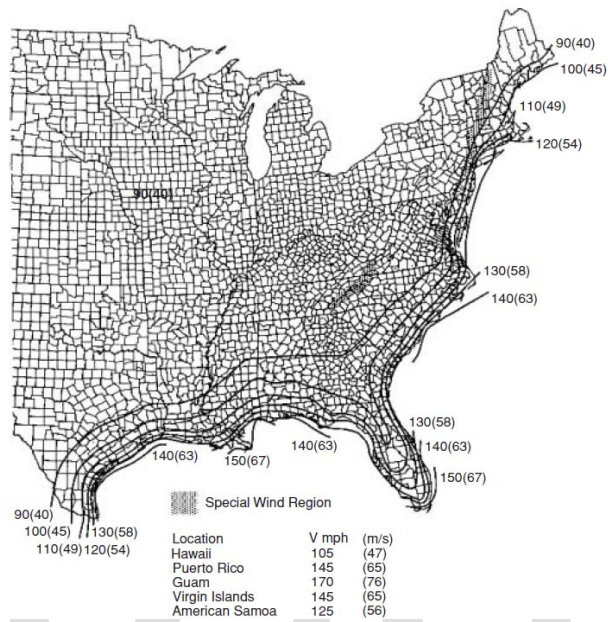 90(40)
100(45)
110(49)
120(54)
90(40)
130(58)
140(63)
130(58)
140(63)
140(63)
140(63)
150(67)
150(67)
Special Wind Region
90(40)
100(45)
130(58)
110(49)
120(54)
Location V mph (m/s)
Hawaii 105 (47)
Puerto Rico 145 (65)
Guam 170 (76)
Virgin Islands 145 (65)
American Samoa 125 (56)